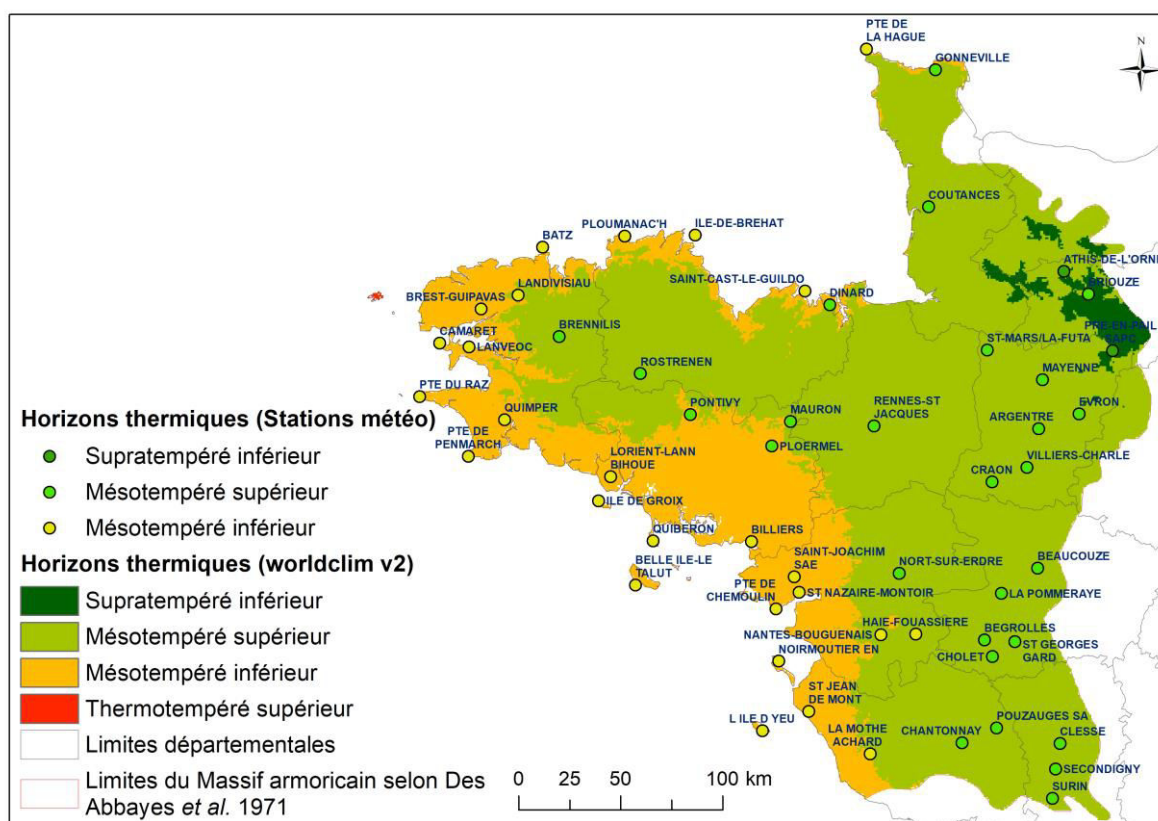 PTE DE
LA HAGUE
GONNEVILLE
N
COUTANCES
PLOUMANAC'H
ILE-DE-BREHAT
BATZ
ATHIS-DE-L'ORNE
SAINT-CAST-LE-GUILDO
LANDIVISIAU
DINARD
BRIOUZE
BREST-GUIPAVAS
CAMARET
BRENNILIS
PRE-EN-PAIL
SAPC
LANVEOC
ST-MARS/LA-FUTA
ROSTRENEN
MAYENNE
PTE DU RAZ
QUIMPER
PONTIVY
MAURON
RENNES-ST
JACQUES
EVRON
ARGENTRE
PTE DE
PENMARCH
PLOERMEL
LORIENT-LANN
BIHOUE
VILLIERS-CHARLE
CRAON
ILE DE GROIX
QUIBERON
BILLIERS
BELLE ILE-LE
TALUT
SAINT-JOACHIM
SAE
NORT-SUR-ERDRE
BEAUCOUZE
PTE DE
CHEMOULIN
ST NAZAIRE-MONTOIR
LA POMMERAYE
HAIE-FOUASSIERE
NANTES-BOUGUENAIS
BEGROLLES
ST GEORGES
GARD
NOIRMOUTIER EN
CHOLET
ST JEAN
DE MONT
L ILE D YEU
LA MOTHE
ACHARD
CHANTONNAY
POUZAUGES SA
CLESSE
SECONDIGNY
SURIN
Horizons thermiques (Stations météo)
Supratempéré inférieur
Mésotempéré supérieur
Mésotempéré inférieur
Horizons thermiques (worldclim v2)
Supratempéré inférieur
Mésotempéré supérieur
Mésotempéré inférieur
Thermotempéré supérieur
Limites départementales
Limites du Massif armoricain selon Des
Abbayes et al. 1971
0 25 50 100 km